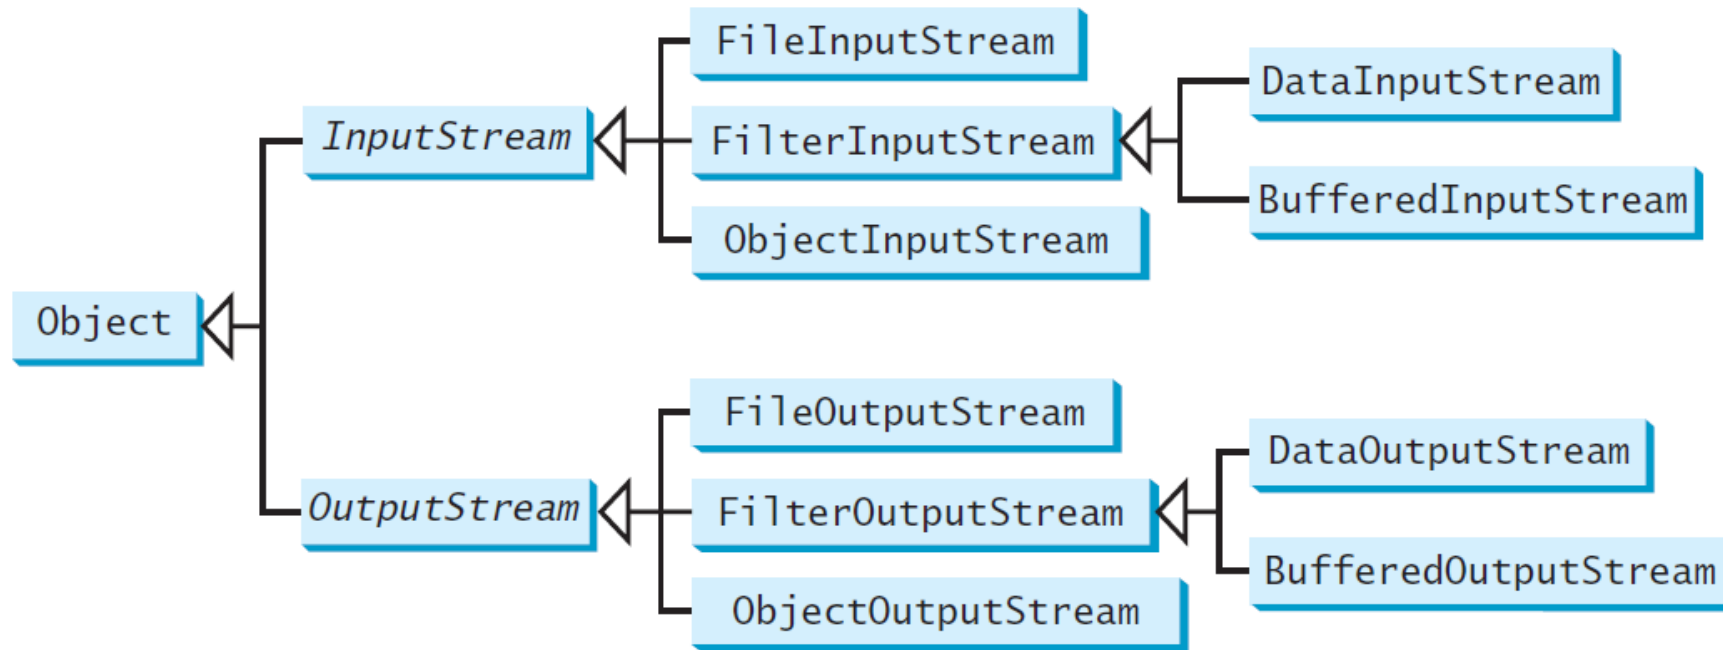 FileInputStream
DataInputStream
InputStream
FilterInputStream
BufferedInputStream
ObjectInputStream
Object
FileOutputStream
DataOutputStream
OutputStream
FilterOutputStream
BufferedOutputStream
ObjectOutputStream